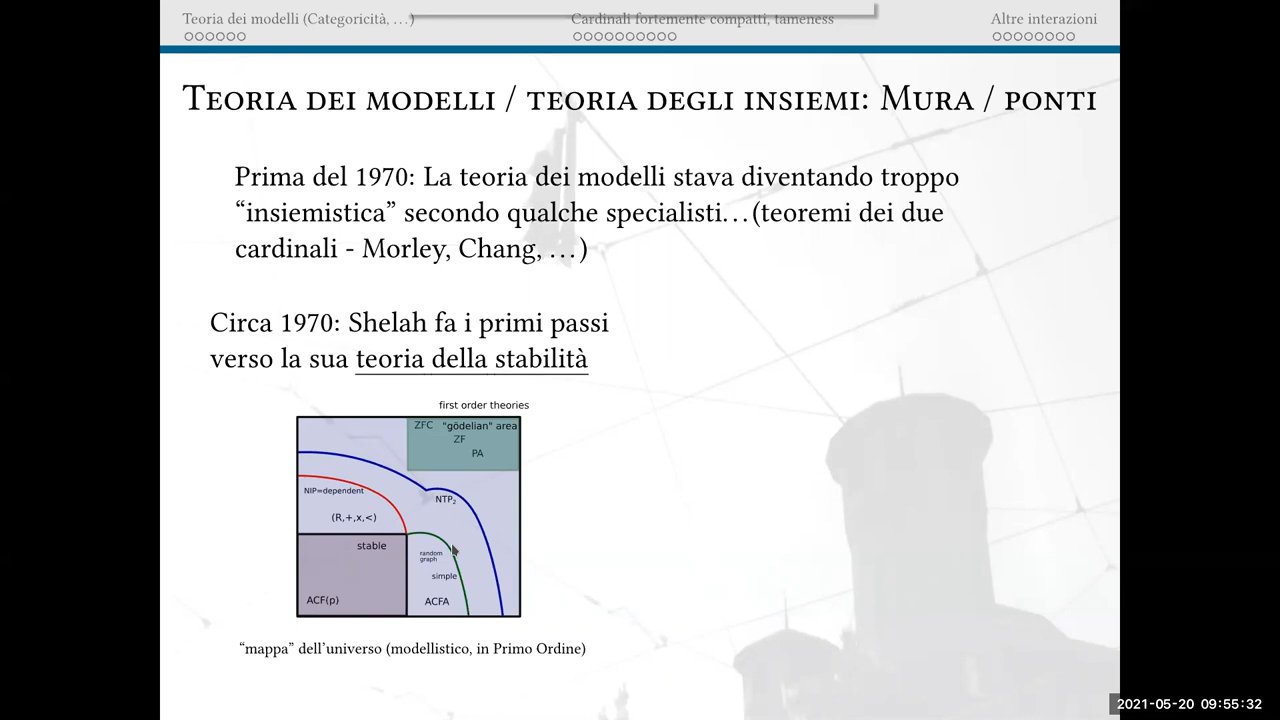 Teoria dei modelli (Categoricità, …)
Cardinali fortemente compatti, tameness
Altre interazioni
Teoria dei modelli / teoria degli insiemi: Mura / ponti
Prima del 1970: La teoria dei modelli stava diventando troppo
“insiemistica” secondo qualche specialisti…(teoremi dei due
cardinali - Morley, Chang, …)
Circa 1970: Shelah fa i primi passi
verso la sua teoria della stabilità
first order theories
ZFC "gödelian" area
ZF
PA
NIP=dependent
NTP₂
(R,+,x,<)
stable
random
graph
simple
ACF(p)
ACFA
“mappa” dell’universo (modellistico, in Primo Ordine)
2021-05-20 09:55:32